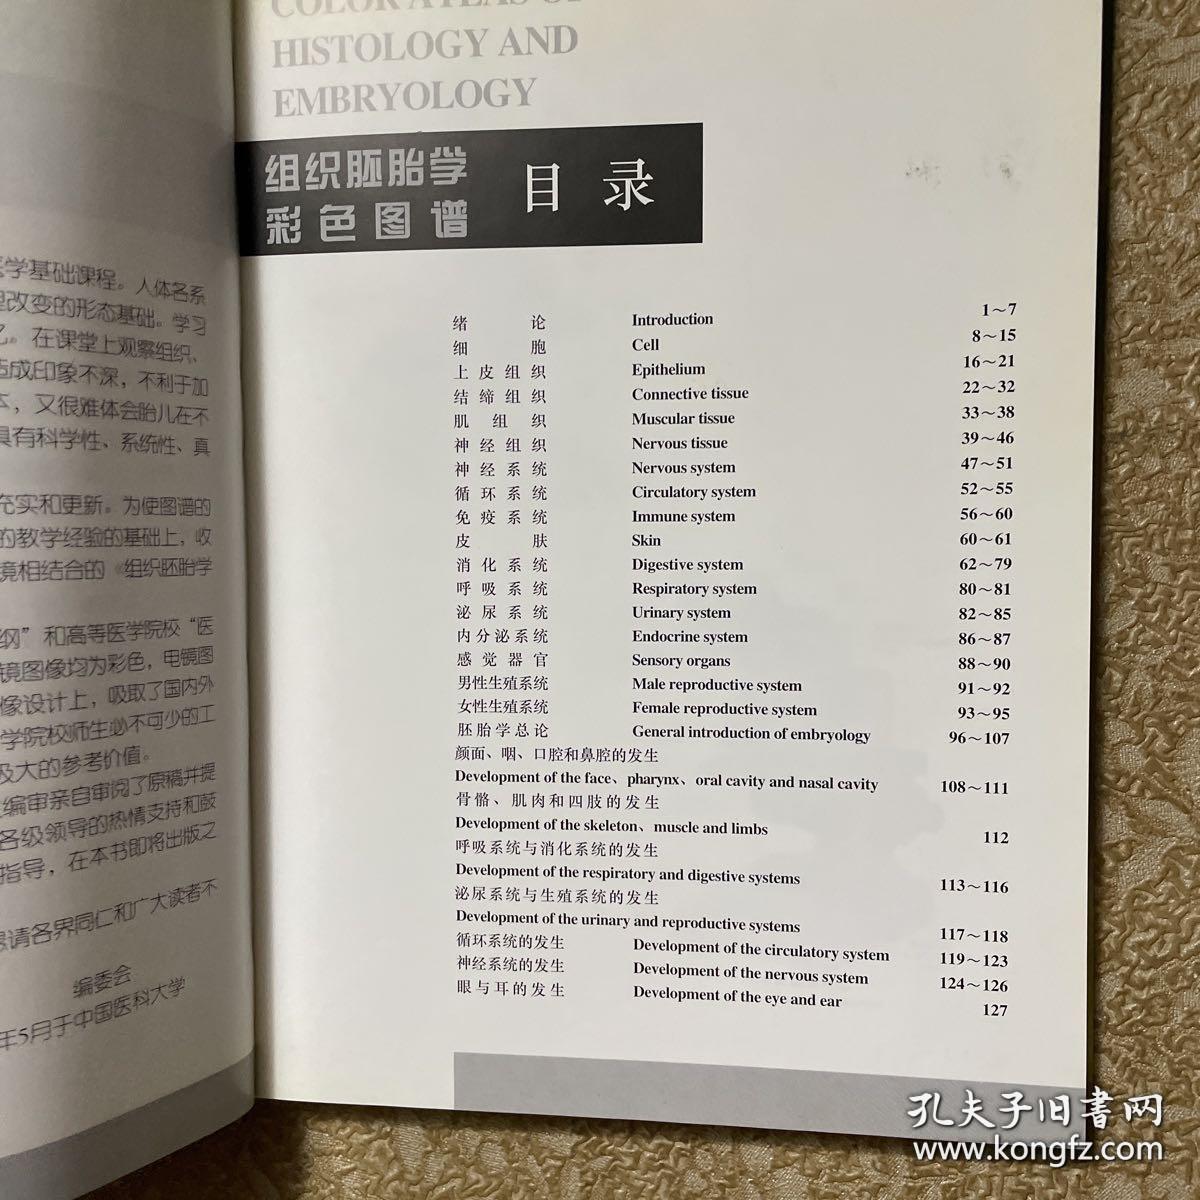 医学基础课程。人体各系
改变的形态基础。学习
。在课堂上观察组织、
造成印象不深，不利于加
，又很难体会胎儿在不
具有科学性、系统性、真
充实和更新。为使图谱的
的教学经验的基础上，收
镜相结合的《组织胚胎学
纲”和高等医学院校“医
镜图像均为彩色，电镜图
像设计上，吸取了国内外
学院校师生必不可少的工
极大的参考价值。
编审亲自审阅了原稿并提
各级领导的热情支持和鼓
指导，在本书即将出版之
请各界同仁和广大读者不
编委会
年5月于中国医科大学
COLOR ATLAS OF
HISTOLOGY AND
EMBRYOLOGY
组织胚胎学
彩色图谱
目录
绪论 Introduction 1～7
细胞 Cell 8～15
上皮组织 Epithelium 16～21
结缔组织 Connective tissue 22～32
肌组织 Muscular tissue 33～38
神经组织 Nervous tissue 39～46
神经系统 Nervous system 47～51
循环系统 Circulatory system 52～55
免疫系统 Immune system 56～60
皮肤 Skin 60～61
消化系统 Digestive system 62～79
呼吸系统 Respiratory system 80～81
泌尿系统 Urinary system 82～85
内分泌系统 Endocrine system 86～87
感觉器官 Sensory organs 88～90
男性生殖系统 Male reproductive system 91～92
女性生殖系统 Female reproductive system 93～95
胚胎学总论 General introduction of embryology 96～107
颜面、咽、口腔和鼻腔的发生
Development of the face、pharynx、oral cavity and nasal cavity 108～111
骨骼、肌肉和四肢的发生
Development of the skeleton、muscle and limbs 112
呼吸系统与消化系统的发生
Development of the respiratory and digestive systems 113～116
泌尿系统与生殖系统的发生
Development of the urinary and reproductive systems 117～118
循环系统的发生 Development of the circulatory system 119～123
神经系统的发生 Development of the nervous system 124～126
眼与耳的发生 Development of the eye and ear 127
孔夫子旧書网
www.kongfz.com